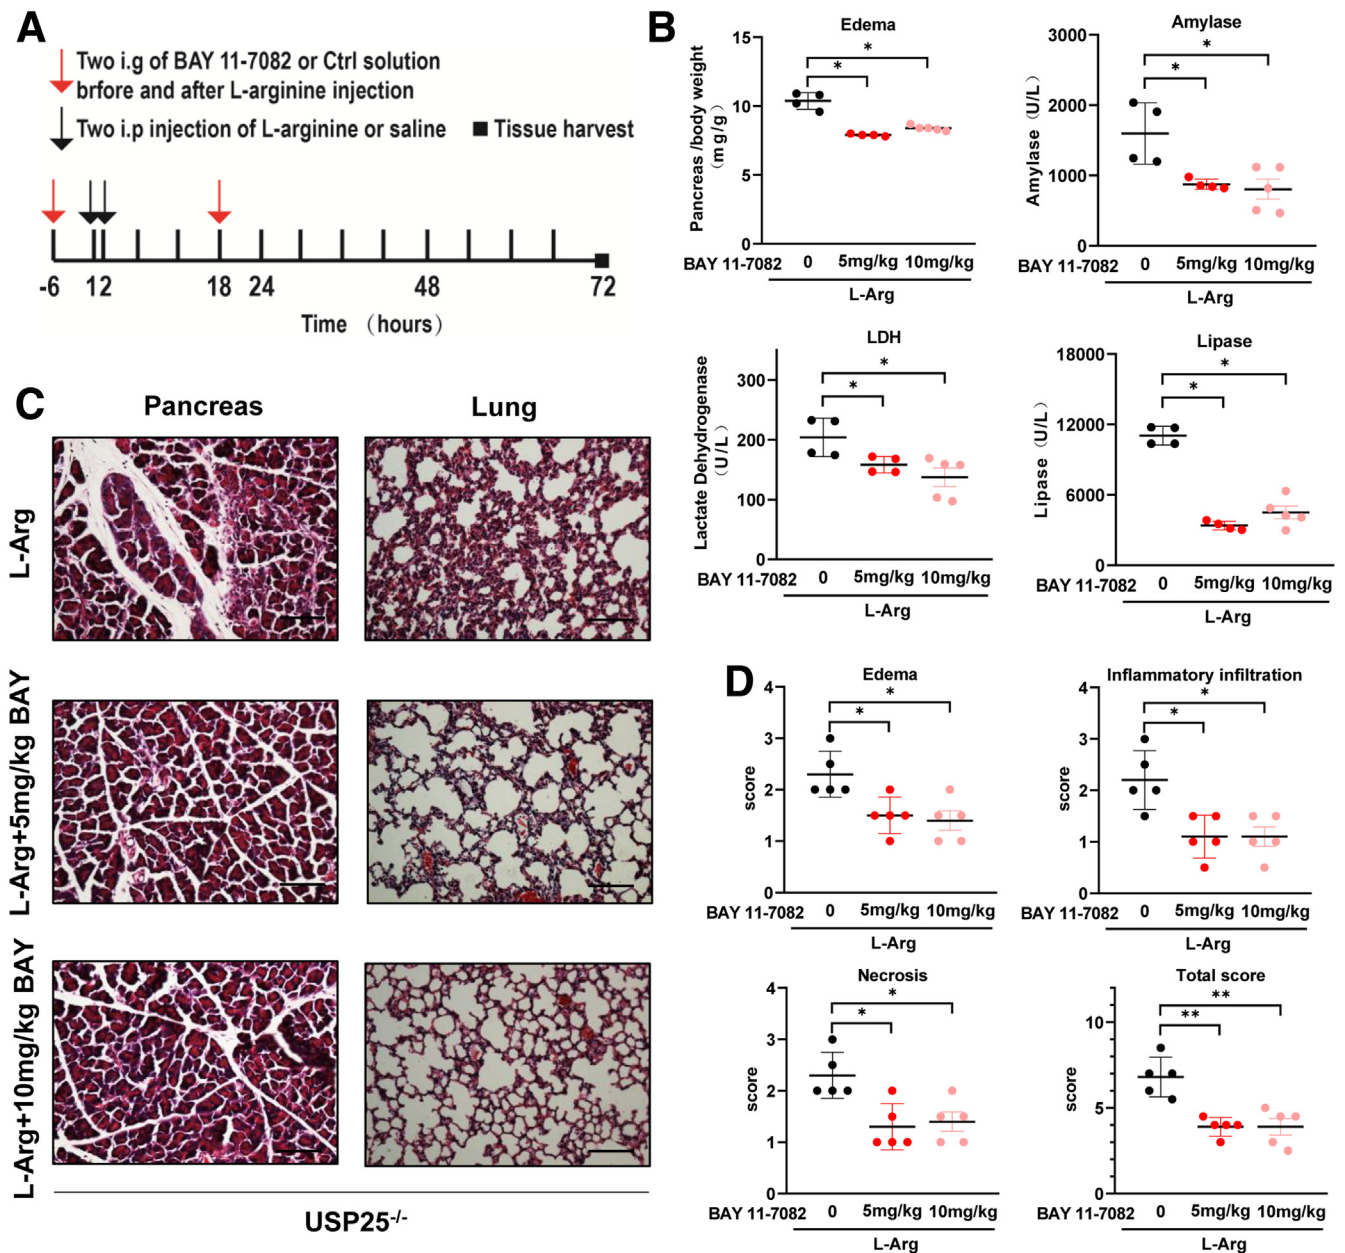 A
Two i.g of BAY 11-7082 or Ctrl solution
brfore and after L-arginine injection
Two i.p injection of L-arginine or saline
Tissue harvest
-6 12 18 24 48 72
Time （hours）
B
Edema
Pancreas /body weight
（mg/g）
15
10
5
0
*
*
BAY 11-7082 0 5mg/kg 10mg/kg
L-Arg
Amylase
Amylase（U/L）
3000
2000
1000
0
*
*
BAY 11-7082 0 5mg/kg 10mg/kg
L-Arg
LDH
Lactate Dehydrogenase
（U/L）
300
200
100
0
*
*
BAY 11-7082 0 5mg/kg 10mg/kg
L-Arg
Lipase
Lipase（U/L）
18000
12000
6000
0
*
*
BAY 11-7082 0 5mg/kg 10mg/kg
L-Arg
C
Pancreas Lung
L-Arg
L-Arg+5mg/kg BAY
L-Arg+10mg/kg BAY
USP25-/-
D
Edema
score
4
3
2
1
0
*
*
BAY 11-7082 0 5mg/kg 10mg/kg
L-Arg
Inflammatory infiltration
score
4
3
2
1
0
*
*
BAY 11-7082 0 5mg/kg 10mg/kg
L-Arg
Necrosis
score
4
3
2
1
0
*
*
BAY 11-7082 0 5mg/kg 10mg/kg
L-Arg
Total score
score
10
5
0
**
**
BAY 11-7082 0 5mg/kg 10mg/kg
L-Arg